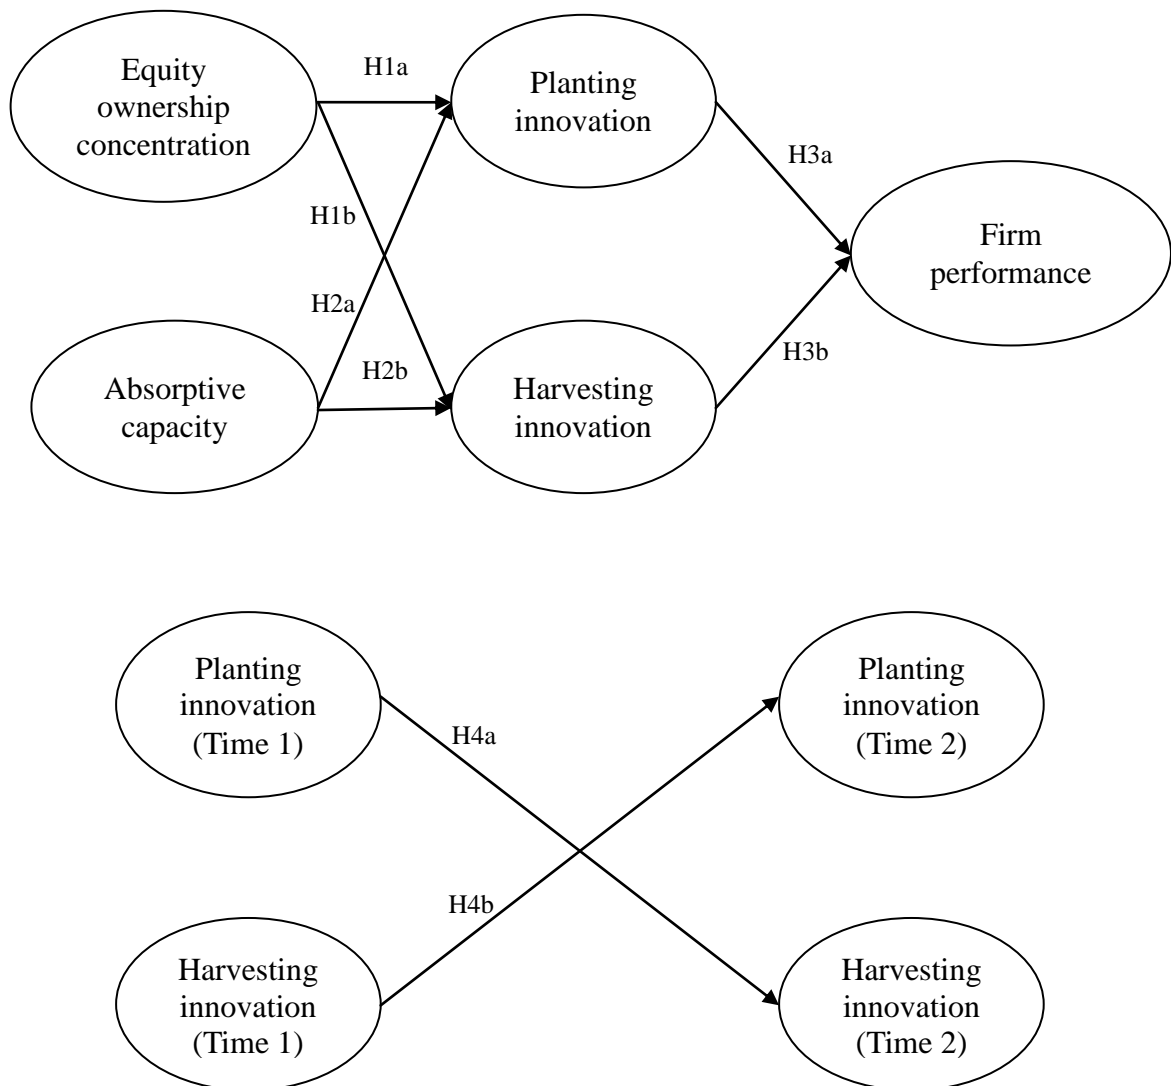 Equity
ownership
concentration
H1a
Planting
innovation
H3a
Firm
performance
H1b
H2a
Absorptive
capacity
H2b
Harvesting
innovation
H3b
Planting
innovation
(Time 1)
H4a
Planting
innovation
(Time 2)
H4b
Harvesting
innovation
(Time 1)
Harvesting
innovation
(Time 2)